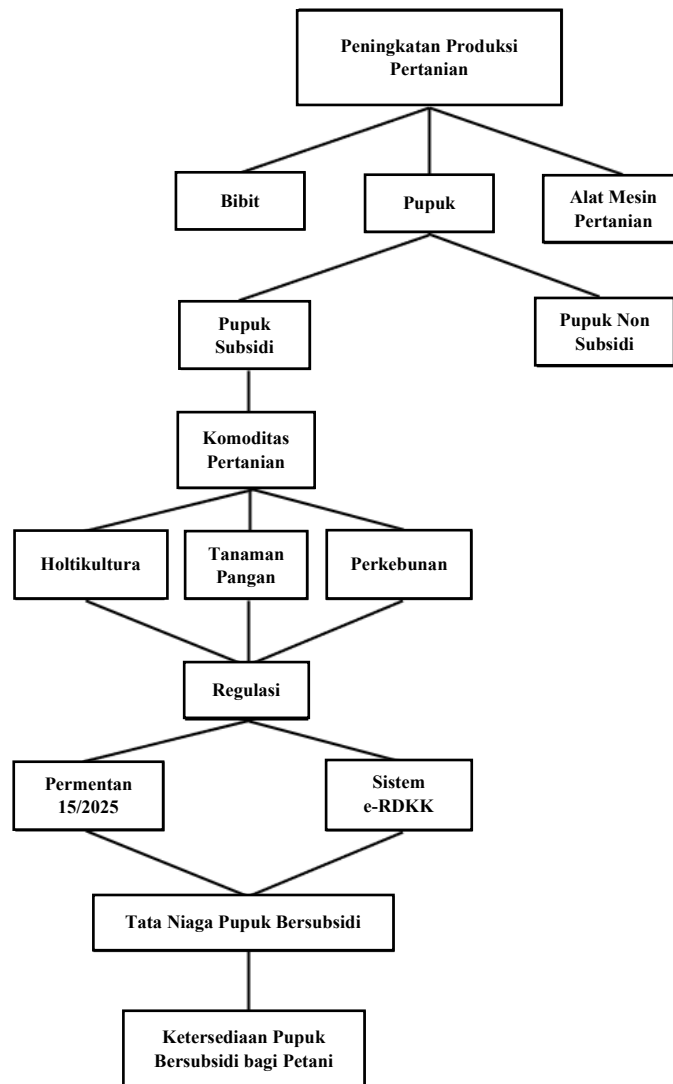 Peningkatan Produksi
Pertanian
Bibit
Pupuk
Alat Mesin
Pertanian
Pupuk
Subsidi
Pupuk Non
Subsidi
Komoditas
Pertanian
Holtikultura
Tanaman
Pangan
Perkebunan
Regulasi
Permentan
15/2025
Sistem
e-RDKK
Tata Niaga Pupuk Bersubsidi
Ketersediaan Pupuk
Bersubsidi bagi Petani